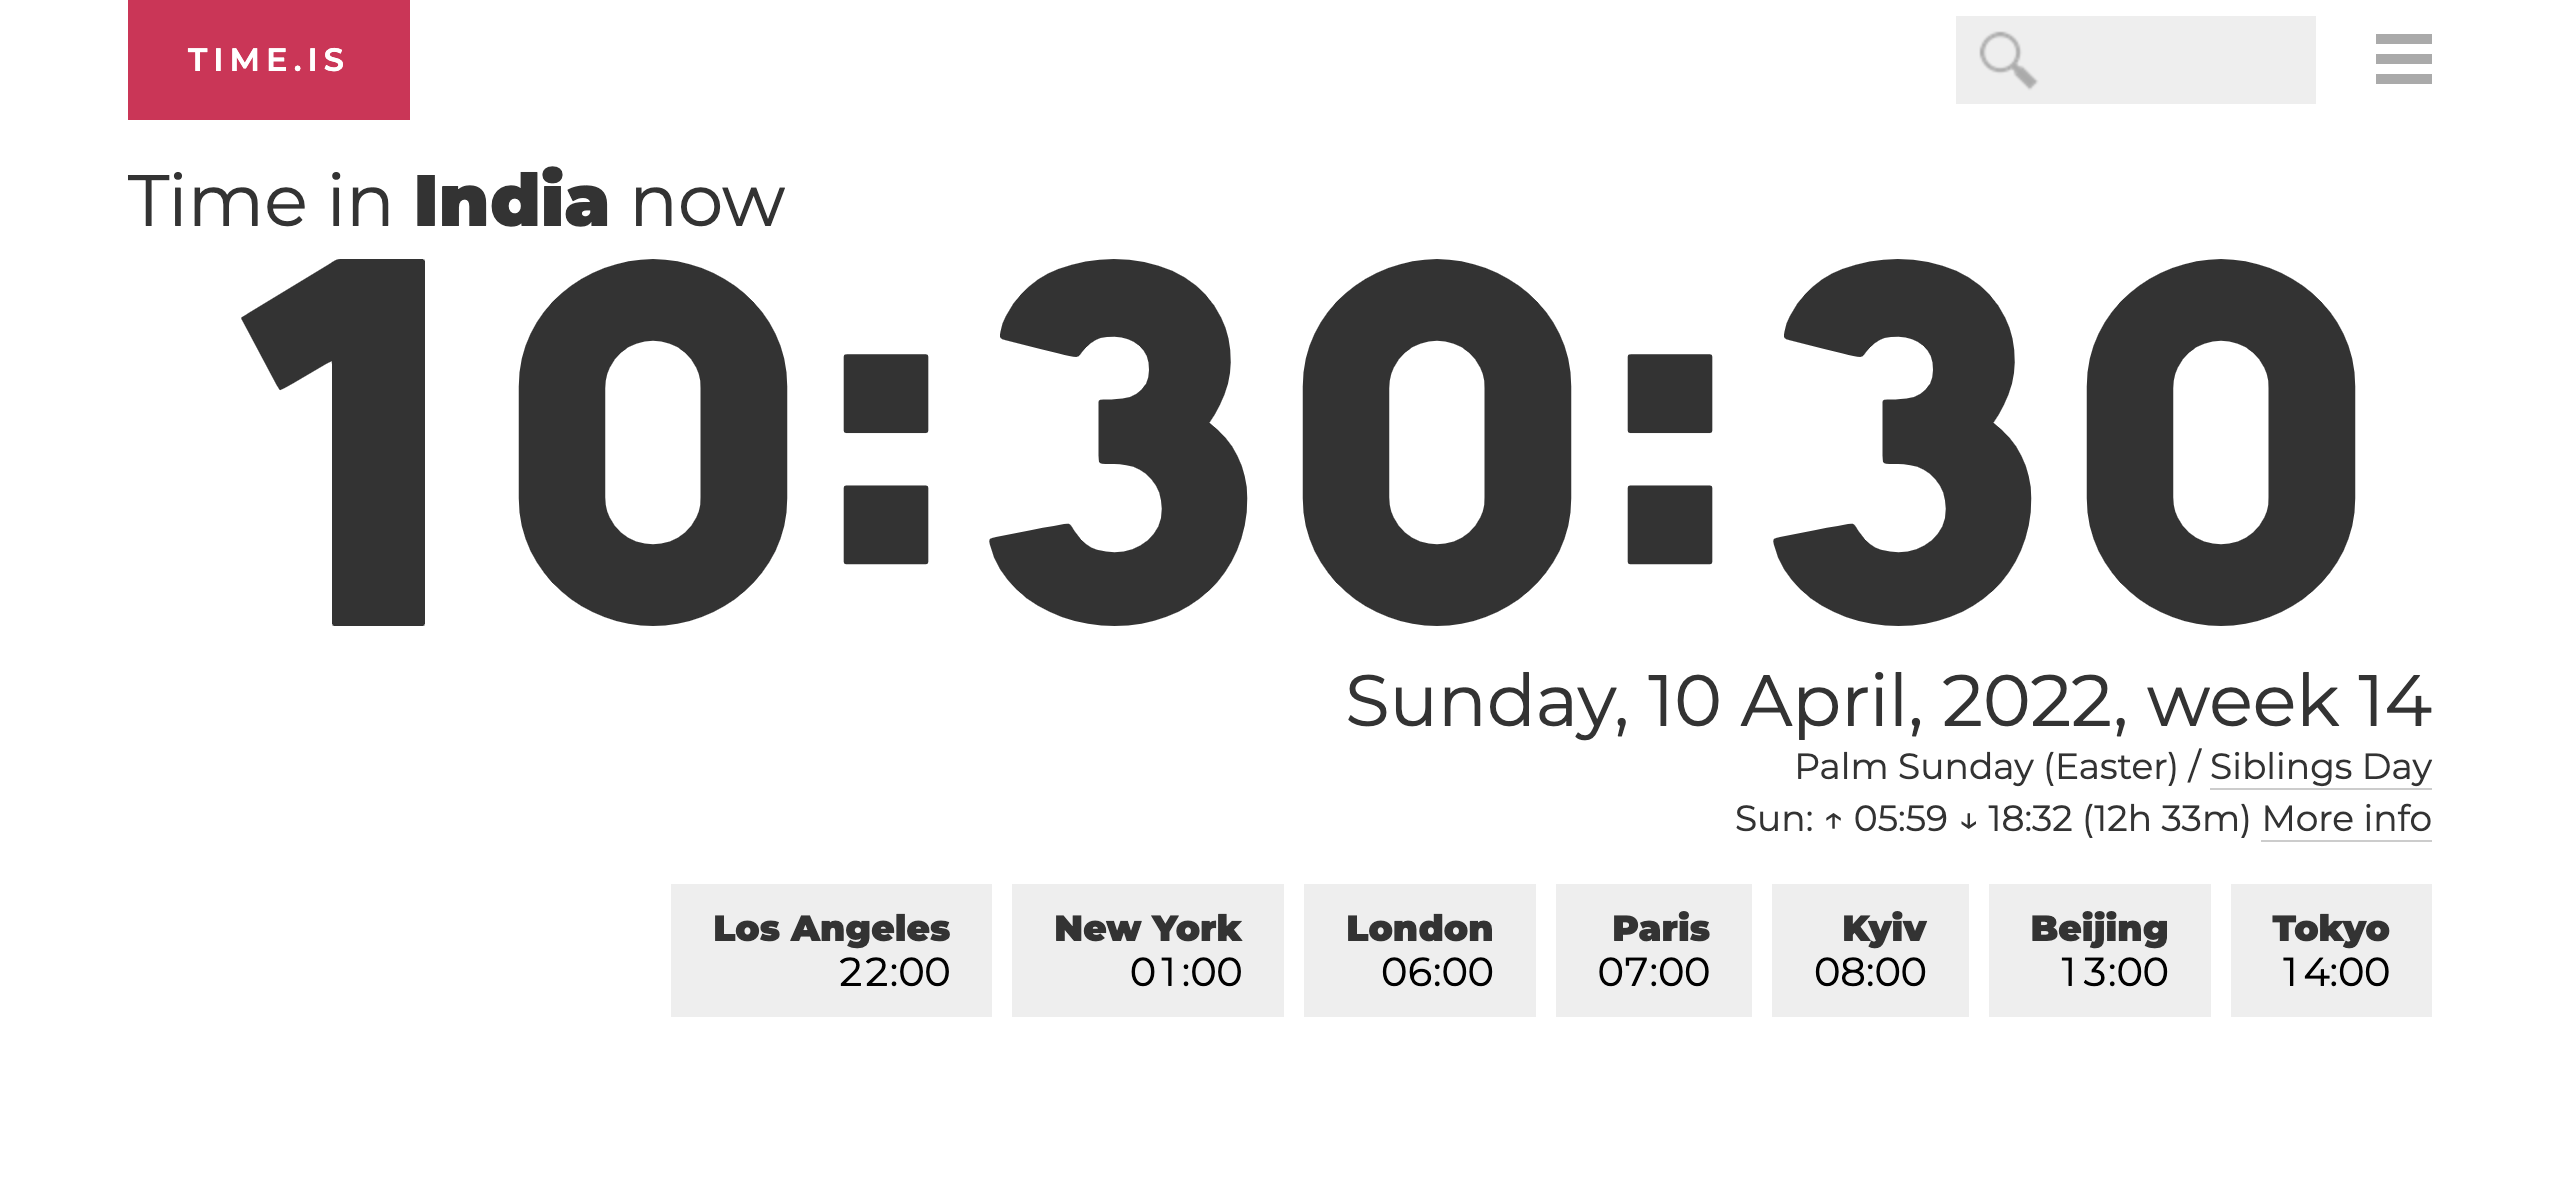 TIME.IS
Time in India now
10:30:30
Sunday, 10 April, 2022, week 14
Palm Sunday (Easter) / Siblings Day
Sun: ↑ 05:59 ↓ 18:32 (12h 33m) More info
Los Angeles New York London Paris Kyiv Beijing Tokyo
22:00 01:00 06:00 07:00 08:00 13:00 14:00